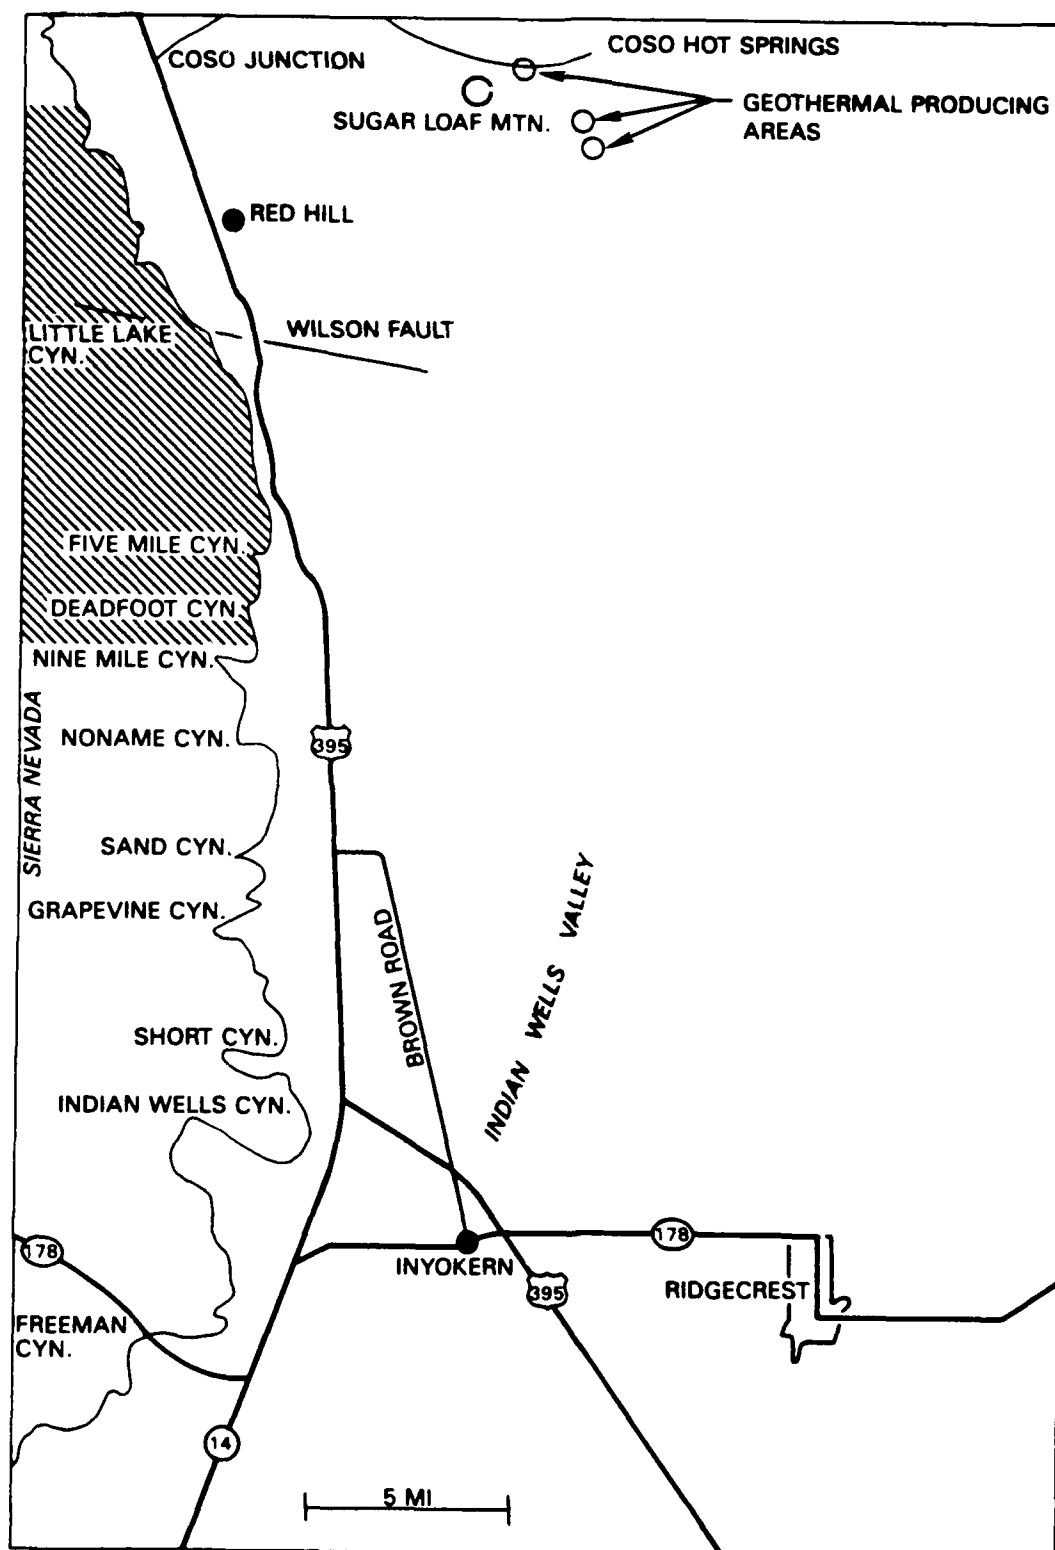 COSO JUNCTION
COSO HOT SPRINGS
GEOTHERMAL PRODUCING
AREAS
SUGAR LOAF MTN.
RED HILL
WILSON FAULT
LITTLE LAKE
CYN.
FIVE MILE CYN.
DEADFOOT CYN.
NINE MILE CYN.
SIERRA NEVADA
NONAME CYN.
395
SAND CYN.
GRAPEVINE CYN.
BROWN ROAD
INDIAN WELLS VALLEY
SHORT CYN.
INDIAN WELLS CYN.
178
INYOKERN
178
395
RIDGECREST
FREEMAN
CYN.
14
5 MI